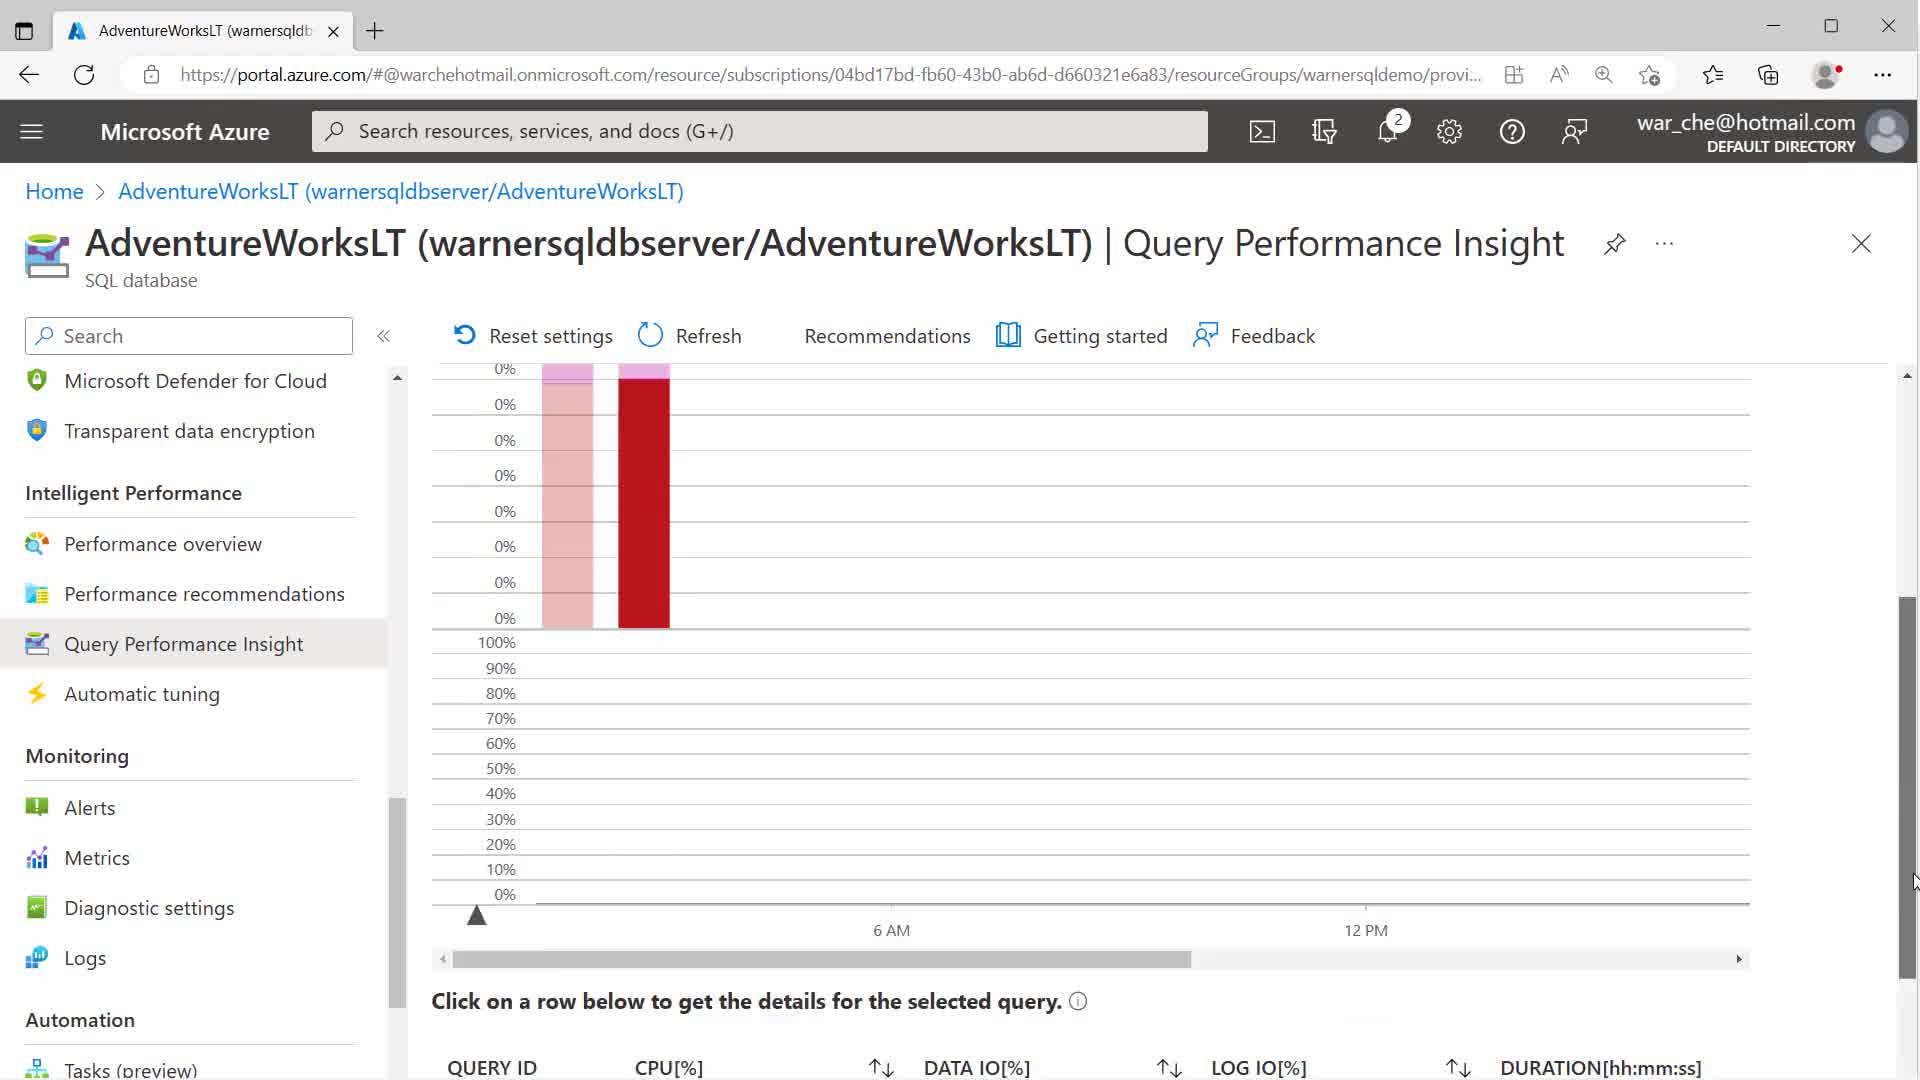 AdventureWorksLT (warnersqldb
https://portal.azure.com/#@warchehotmail.onmicrosoft.com/resource/subscriptions/04bd17bd-fb60-43b0-ab6d-d660321e6a83/resourceGroups/warnersqldemo/provi...
Microsoft Azure
Search resources, services, and docs (G+/)
2
war_che@hotmail.com
DEFAULT DIRECTORY
Home > AdventureWorksLT (warnersqldbserver/AdventureWorksLT)
AdventureWorksLT (warnersqldbserver/AdventureWorksLT) | Query Performance Insight
SQL database
Search
Reset settings
Refresh
Recommendations
Getting started
Feedback
Microsoft Defender for Cloud
Transparent data encryption
Intelligent Performance
Performance overview
Performance recommendations
Query Performance Insight
Automatic tuning
Monitoring
Alerts
Metrics
Diagnostic settings
Logs
Automation
Tasks (preview)
0%
0%
0%
0%
0%
0%
0%
0%
100%
90%
80%
70%
60%
50%
40%
30%
20%
10%
0%
6 AM
12 PM
Click on a row below to get the details for the selected query.
QUERY ID
CPU[%]
DATA IO[%]
LOG IO[%]
DURATION[hh:mm:ss]